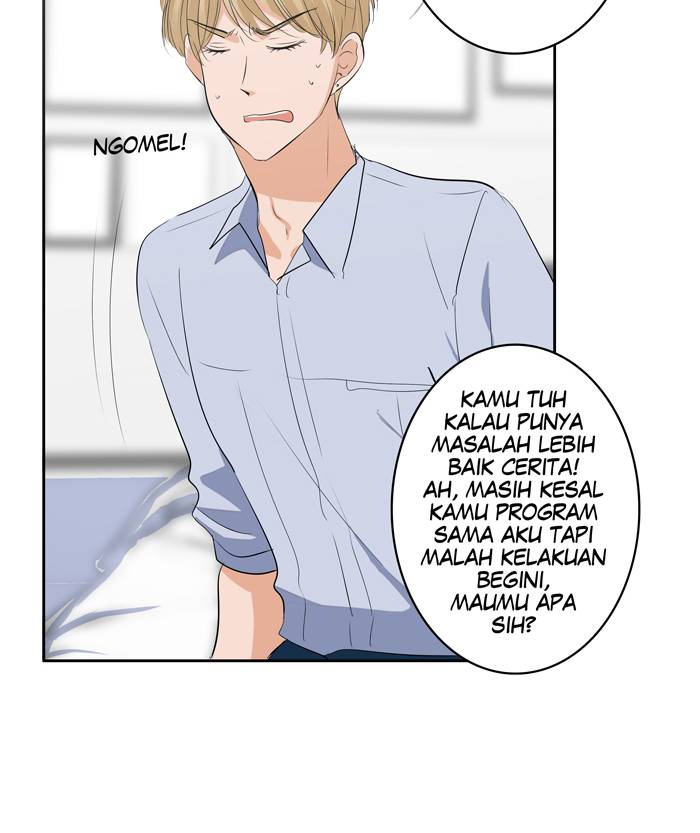 NGOMEL!
KAMU TUH
KALAU PUNYA
MASALAH LEBIH
BAIK CERITA!
AH, MASIH KESAL
KAMU PROGRAM
SAMA AKU TAPI
MALAH KELAKUAN
BEGINI,
MAUMU APA
SIH?